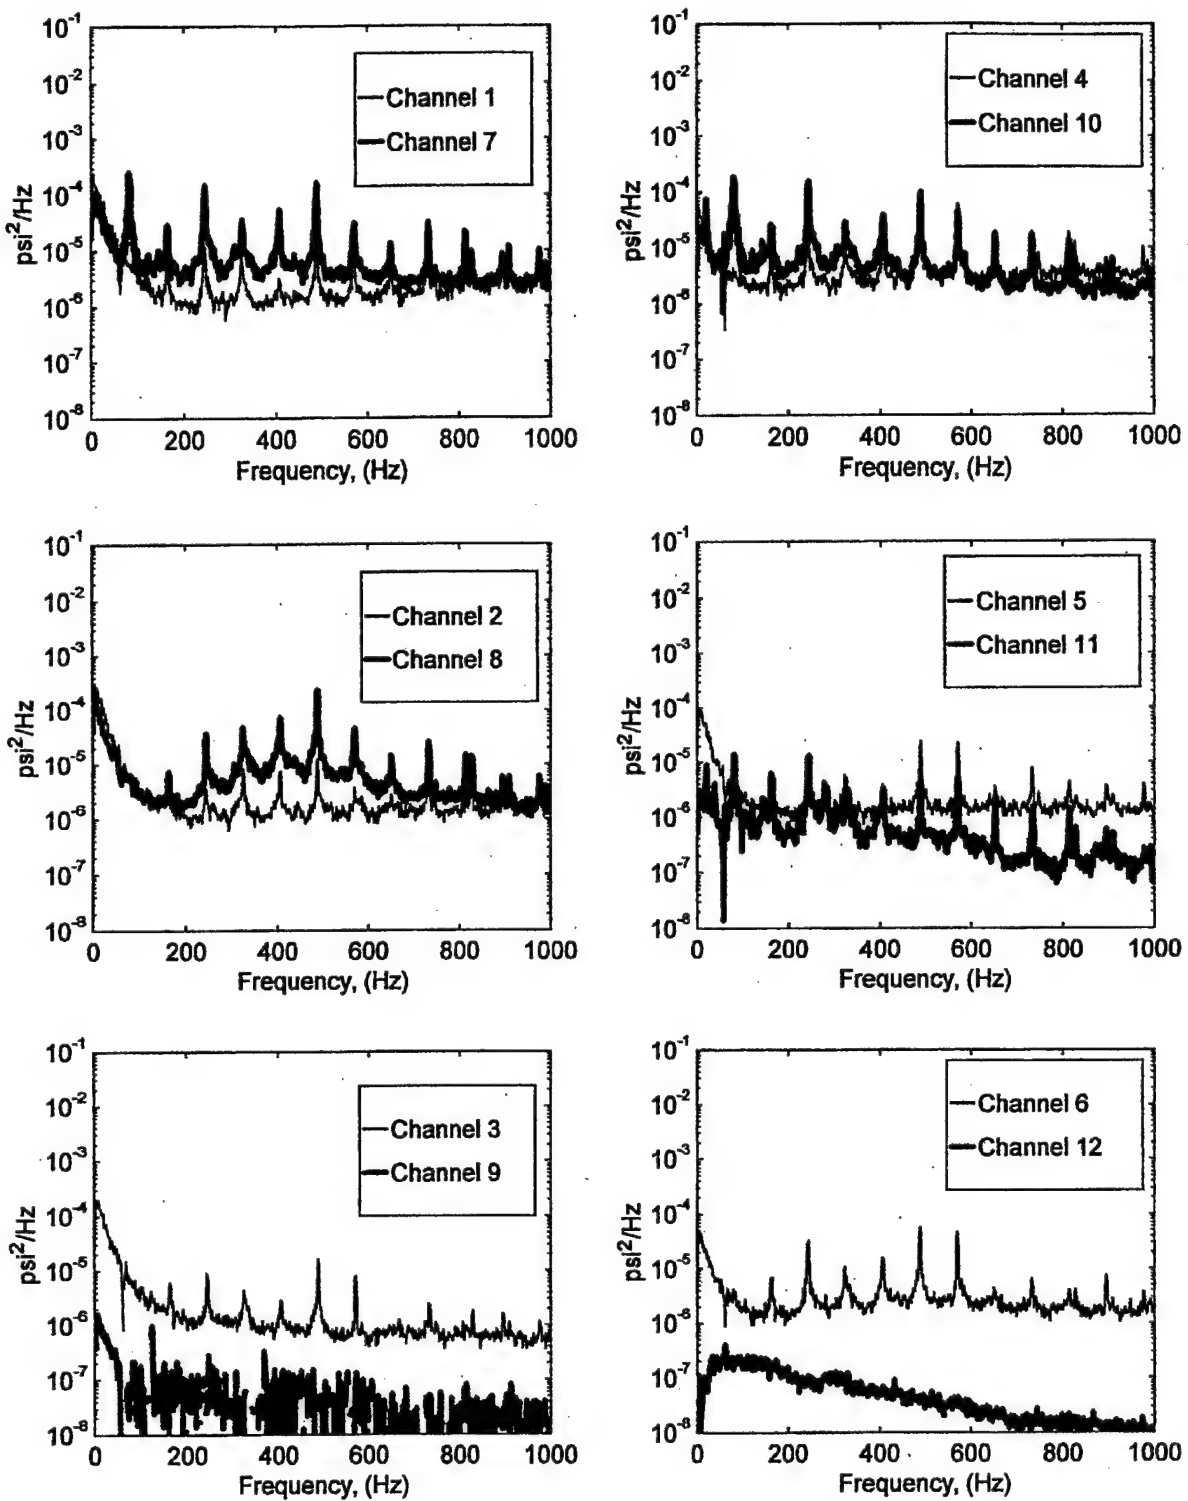 10-1
10-2
10-3
10-4
10-5
10-6
10-7
10-8
psi2/Hz
0 200 400 600 800 1000
Frequency, (Hz)
Channel 1
Channel 7
10-1
10-2
10-3
10-4
10-5
10-6
10-7
10-8
psi2/Hz
0 200 400 600 800 1000
Frequency, (Hz)
Channel 4
Channel 10
10-1
10-2
10-3
10-4
10-5
10-6
10-7
10-8
psi2/Hz
0 200 400 600 800 1000
Frequency, (Hz)
Channel 2
Channel 8
10-1
10-2
10-3
10-4
10-5
10-6
10-7
10-8
psi2/Hz
0 200 400 600 800 1000
Frequency, (Hz)
Channel 5
Channel 11
10-1
10-2
10-3
10-4
10-5
10-6
10-7
10-8
psi2/Hz
0 200 400 600 800 1000
Frequency, (Hz)
Channel 3
Channel 9
10-1
10-2
10-3
10-4
10-5
10-6
10-7
10-8
psi2/Hz
0 200 400 600 800 1000
Frequency, (Hz)
Channel 6
Channel 12